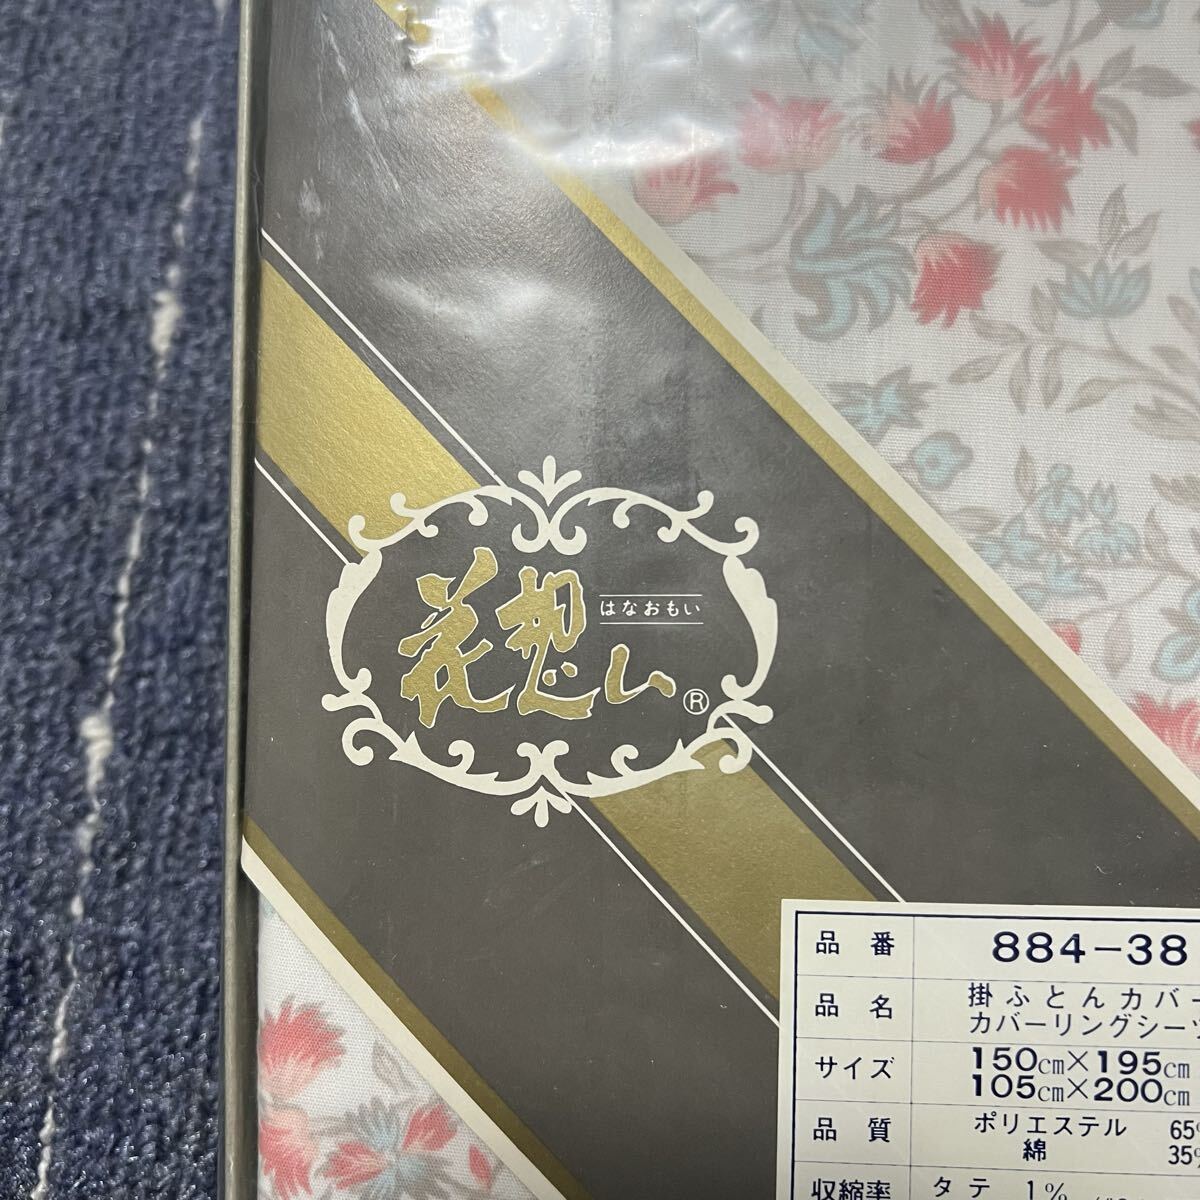 花想い
はなおもい
®
品番 884-38
品名 掛ふとんカバー
カバーリングシーツ
サイズ 150cm×195cm
105cm×200cm
品質 ポリエステル 65%
綿 35%
収縮率 タテ 1%